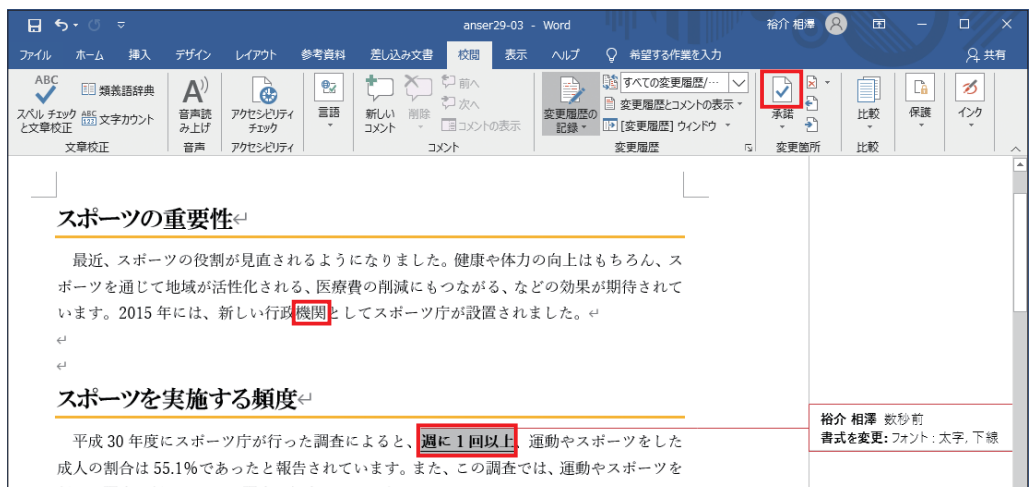 anser29-03 - Word
裕介 相澤
ファイル ホーム 挿入 デザイン レイアウト 参考資料 差し込み文書 校閲 表示 ヘルプ 希望する作業を入力 共有
ABC
スペル チェック
と文章校正
類義語辞典
ABC
123
文字カウント
文章校正
A
音声読
み上げ
音声
アクセシビリティ
チェック
アクセシビリティ
言語
新しい
コメント
削除
前へ
次へ
コメントの表示
コメント
変更履歴の
記録
すべての変更履歴/…
変更履歴とコメントの表示
[変更履歴] ウィンドウ
変更履歴
承諾
変更箇所
比較
比較
保護
インク
スポーツの重要性↵
最近、スポーツの役割が見直されるようになりました。健康や体力の向上はもちろん、ス
ポーツを通じて地域が活性化される、医療費の削減にもつながる、などの効果が期待されて
います。2015 年には、新しい行政機関としてスポーツ庁が設置されました。↵
↵
↵
スポーツを実施する頻度↵
平成 30 年度にスポーツ庁が行った調査によると、週に 1 回以上、運動やスポーツをした
成人の割合は 55.1%であったと報告されています。また、この調査では、運動やスポーツを
裕介 相澤 数秒前
書式を変更: フォント : 太字, 下線